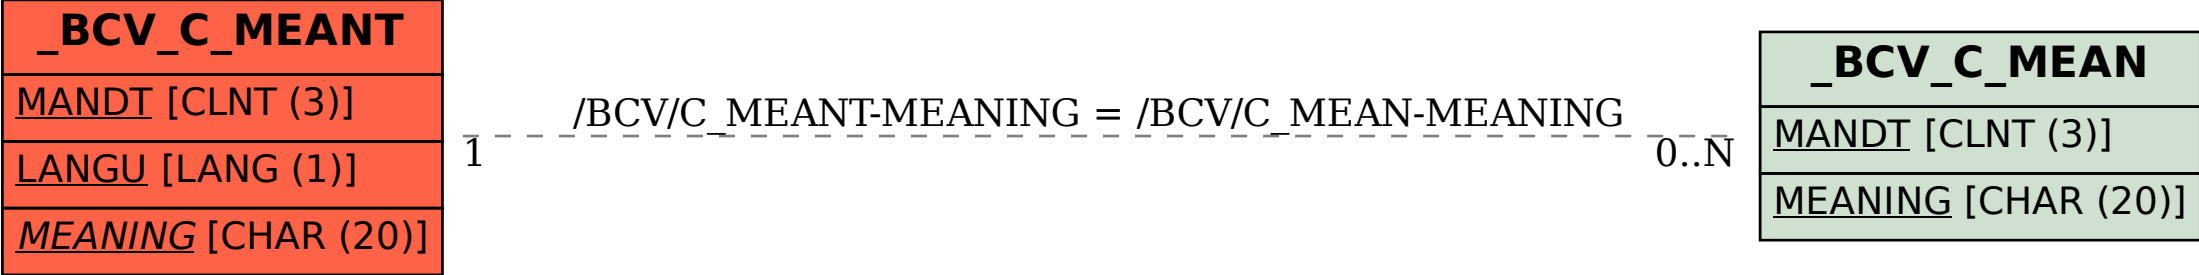 _BCV_C_MEANT
MANDT [CLNT (3)]
LANGU [LANG (1)]
MEANING [CHAR (20)]
/BCV/C_MEANT-MEANING = /BCV/C_MEAN-MEANING
1
0..N
_BCV_C_MEAN
MANDT [CLNT (3)]
MEANING [CHAR (20)]